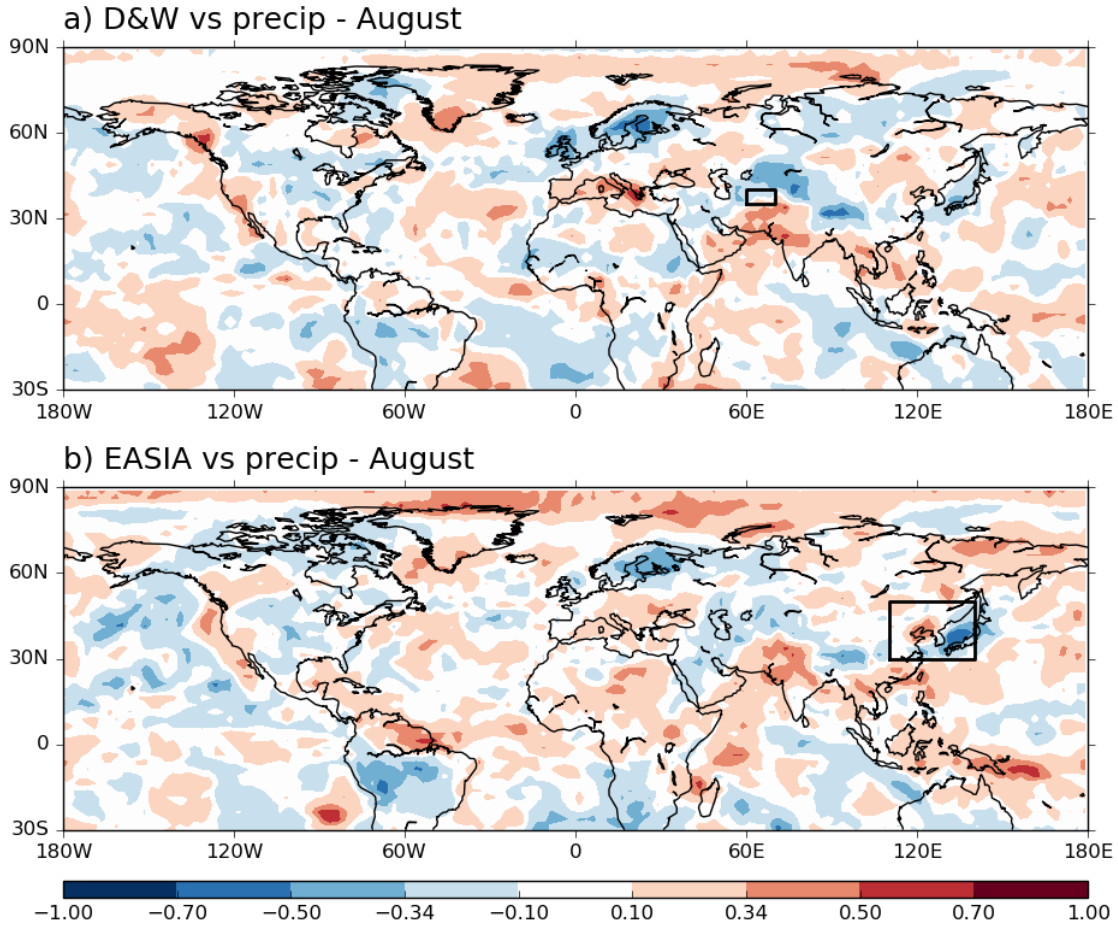 a) D&W vs precip - August
90N
60N
30N
0
30S
180W 120W 60W 0 60E 120E 180E
b) EASIA vs precip - August
90N
60N
30N
0
30S
180W 120W 60W 0 60E 120E 180E
−1.00 −0.70 −0.50 −0.34 −0.10 0.10 0.34 0.50 0.70 1.00